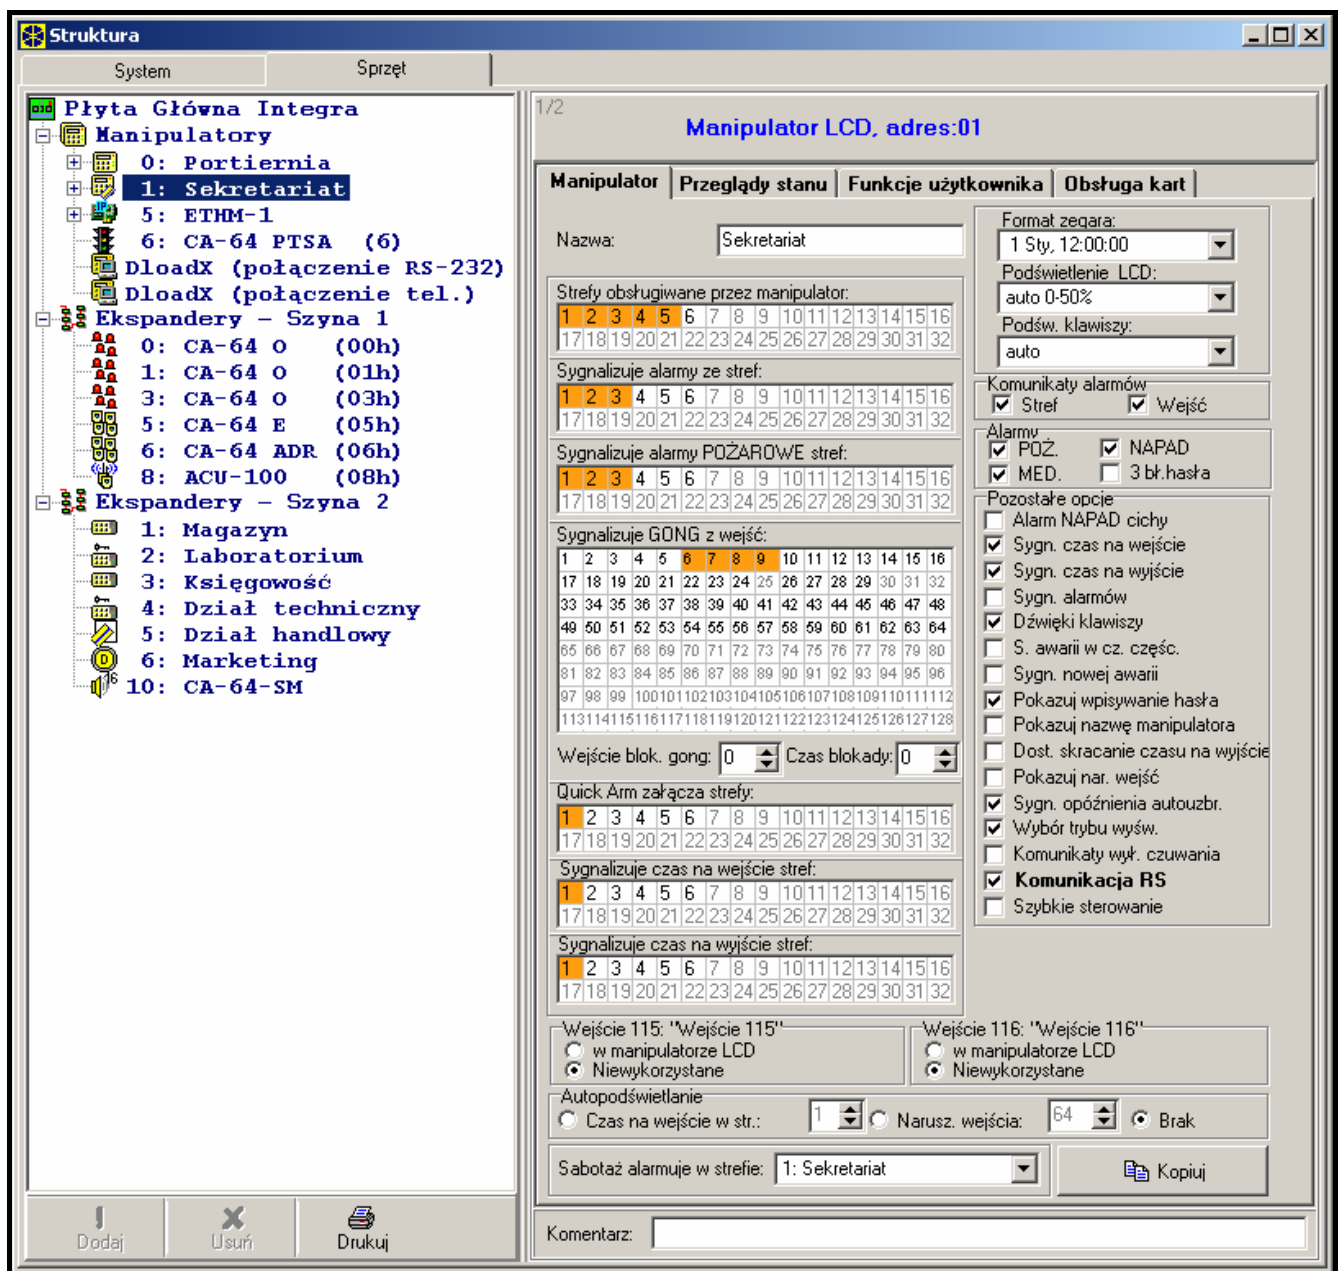 Struktura
System
Sprzęt
Płyta Główna Integra
Manipulatory
0: Portiernia
1: Sekretariat
5: ETHM-1
6: CA-64 PTSA (6)
DloadX (połączenie RS-232)
DloadX (połączenie tel.)
Ekspandery – Szyna 1
0: CA-64 O (00h)
1: CA-64 O (01h)
3: CA-64 O (03h)
5: CA-64 E (05h)
6: CA-64 ADR (06h)
8: ACU-100 (08h)
Ekspandery – Szyna 2
1: Magazyn
2: Laboratorium
3: Księgowość
4: Dział techniczny
5: Dział handlowy
6: Marketing
10: CA-64-SM
Dodaj
Usuń
Drukuj
1/2
Manipulator LCD, adres:01
Manipulator
Przeglądy stanu
Funkcje użytkownika
Obsługa kart
Nazwa: Sekretariat
Strefy obsługiwane przez manipulator:
1 2 3 4 5 6 7 8 9 10 11 12 13 14 15 16
17 18 19 20 21 22 23 24 25 26 27 28 29 30 31 32
Sygnalizuje alarmy ze stref:
1 2 3 4 5 6 7 8 9 10 11 12 13 14 15 16
17 18 19 20 21 22 23 24 25 26 27 28 29 30 31 32
Sygnalizuje alarmy POŻAROWE stref:
1 2 3 4 5 6 7 8 9 10 11 12 13 14 15 16
17 18 19 20 21 22 23 24 25 26 27 28 29 30 31 32
Sygnalizuje GONG z wejść:
1 2 3 4 5 6 7 8 9 10 11 12 13 14 15 16
17 18 19 20 21 22 23 24 25 26 27 28 29 30 31 32
33 34 35 36 37 38 39 40 41 42 43 44 45 46 47 48
49 50 51 52 53 54 55 56 57 58 59 60 61 62 63 64
65 66 67 68 69 70 71 72 73 74 75 76 77 78 79 80
81 82 83 84 85 86 87 88 89 90 91 92 93 94 95 96
97 98 99 100 101 102 103 104 105 106 107 108 109 110 111 112
113 114 115 116 117 118 119 120 121 122 123 124 125 126 127 128
Wejście blok. gong: 0 Czas blokady: 0
Quick Arm załącza strefy:
1 2 3 4 5 6 7 8 9 10 11 12 13 14 15 16
17 18 19 20 21 22 23 24 25 26 27 28 29 30 31 32
Sygnalizuje czas na wejście stref:
1 2 3 4 5 6 7 8 9 10 11 12 13 14 15 16
17 18 19 20 21 22 23 24 25 26 27 28 29 30 31 32
Sygnalizuje czas na wyjście stref:
1 2 3 4 5 6 7 8 9 10 11 12 13 14 15 16
17 18 19 20 21 22 23 24 25 26 27 28 29 30 31 32
Format zegara:
1 Sty, 12:00:00
Podświetlenie LCD:
auto 0-50%
Podśw. klawiszy:
auto
Komunikaty alarmów
Stref Wejść
Alarmy
POŻ. NAPAD
MED. 3 bł.hasła
Pozostałe opcje
Alarm NAPAD cichy
Sygn. czas na wejście
Sygn. czas na wyjście
Sygn. alarmów
Dźwięki klawiszy
S. awarii w cz. częśc.
Sygn. nowej awarii
Pokazuj wpisywanie hasła
Pokazuj nazwę manipulatora
Dost. skracanie czasu na wyjście
Pokazuj nar. wejść
Sygn. opóźnienia autouzbr.
Wybór trybu wyśw.
Komunikaty wył. czuwania
Komunikacja RS
Szybkie sterowanie
Wejście 115: "Wejście 115"
w manipulatorze LCD
Niewykorzystane
Wejście 116: "Wejście 116"
w manipulatorze LCD
Niewykorzystane
Autopodświetlanie
Czas na wejście w str.: 1 Narusz. wejścia: 64 Brak
Sabotaż alarmuje w strefie: 1: Sekretariat
Kopiuj
Komentarz: